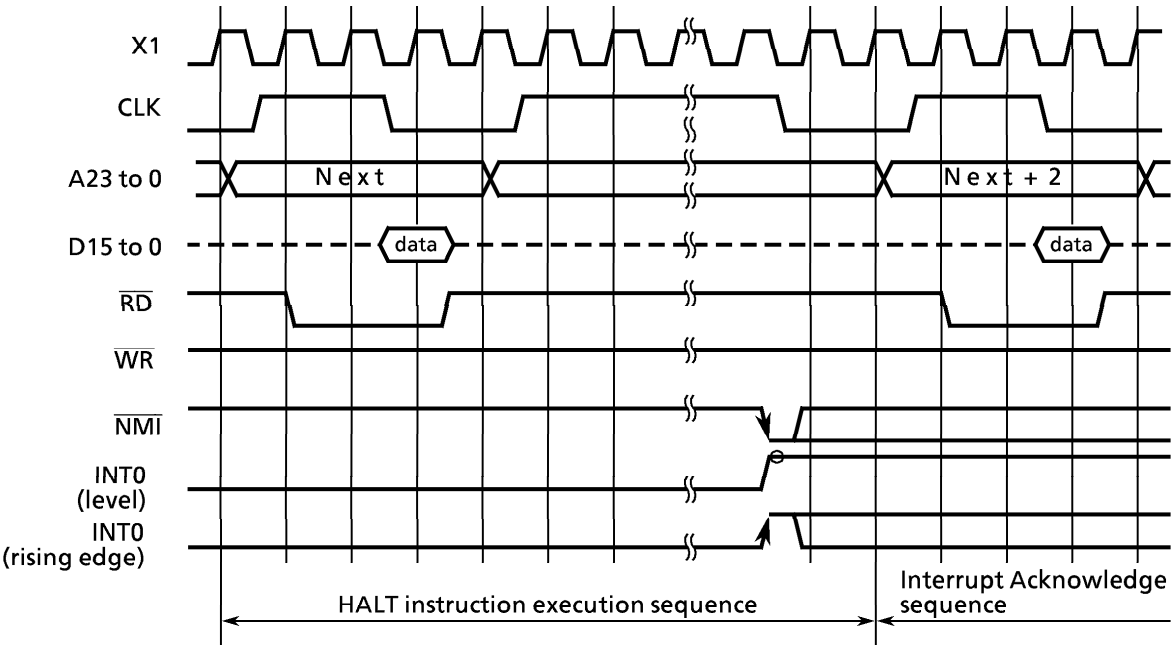 X1
CLK
A23 to 0
Next
Next + 2
D15 to 0
data
data
RD
WR
NMI
INT0
(level)
INT0
(rising edge)
HALT instruction execution sequence
Interrupt Acknowledge
sequence